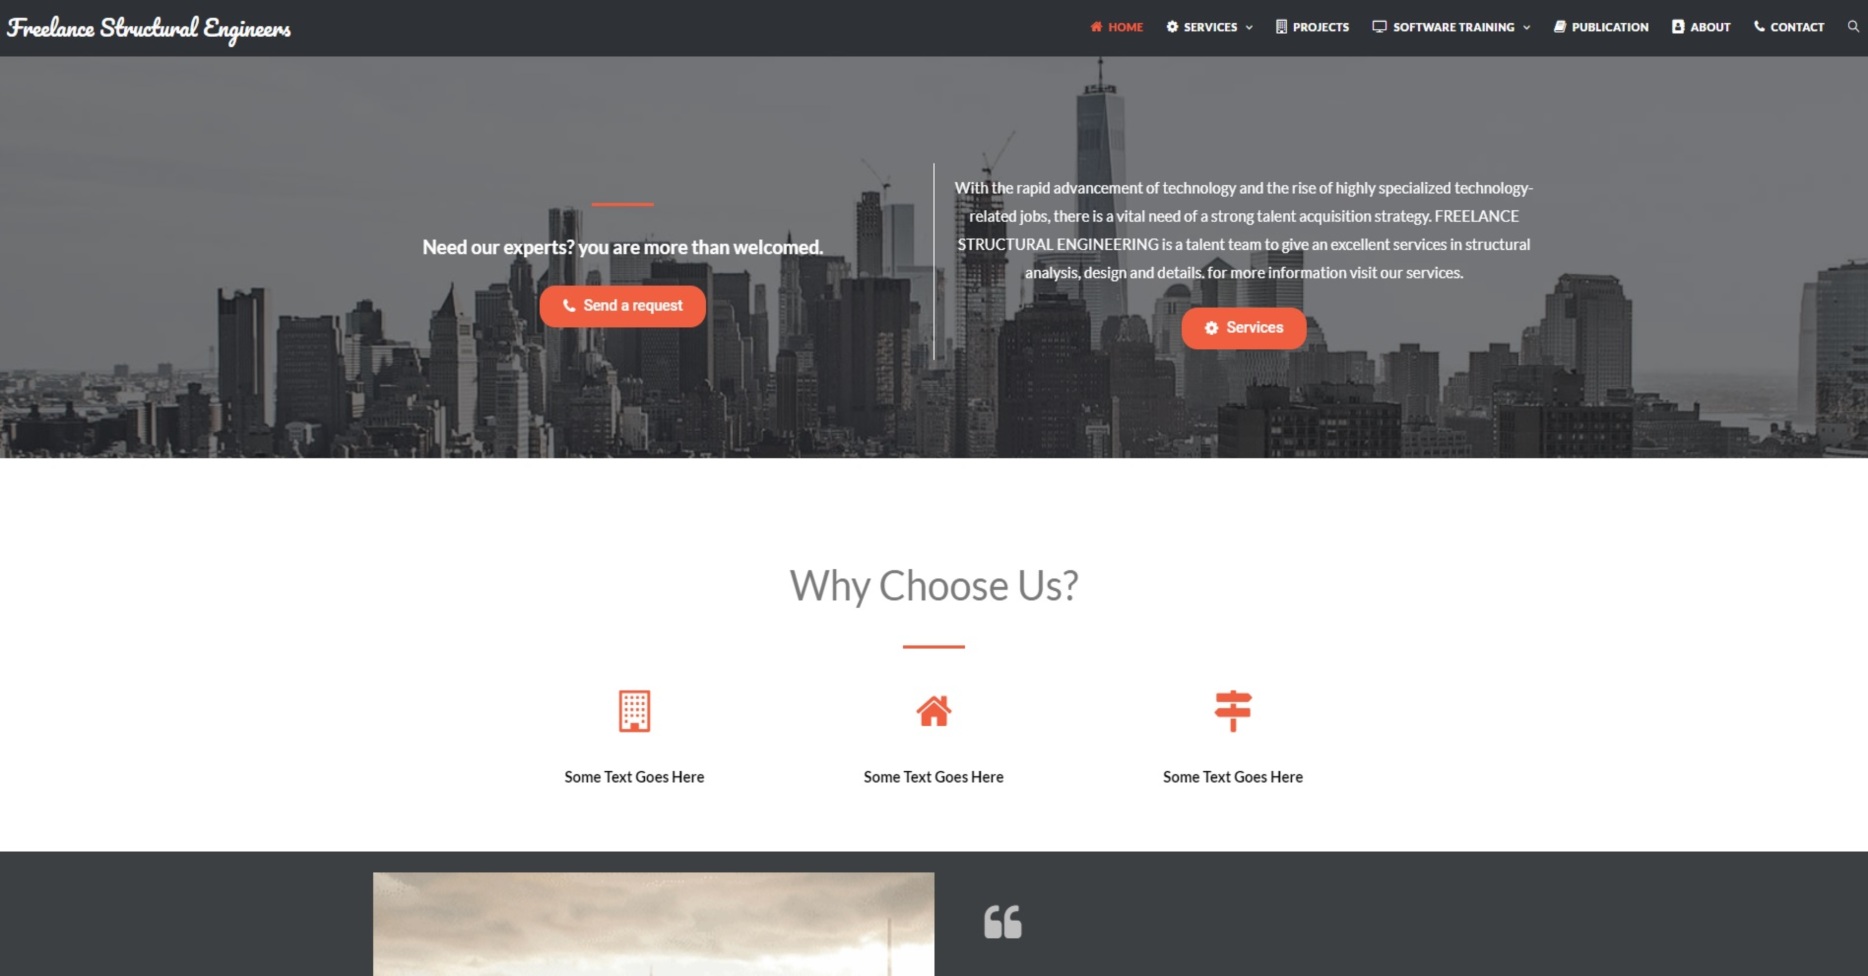 Freelance Structural Engineers
HOME
SERVICES
PROJECTS
SOFTWARE TRAINING
PUBLICATION
ABOUT
CONTACT
Need our experts? you are more than welcomed.
Send a request
With the rapid advancement of technology and the rise of highly specialized technology-
related jobs, there is a vital need of a strong talent acquisition strategy. FREELANCE
STRUCTURAL ENGINEERING is a talent team to give an excellent services in structural
analysis, design and details. for more information visit our services.
Services
Why Choose Us?
Some Text Goes Here
Some Text Goes Here
Some Text Goes Here
“